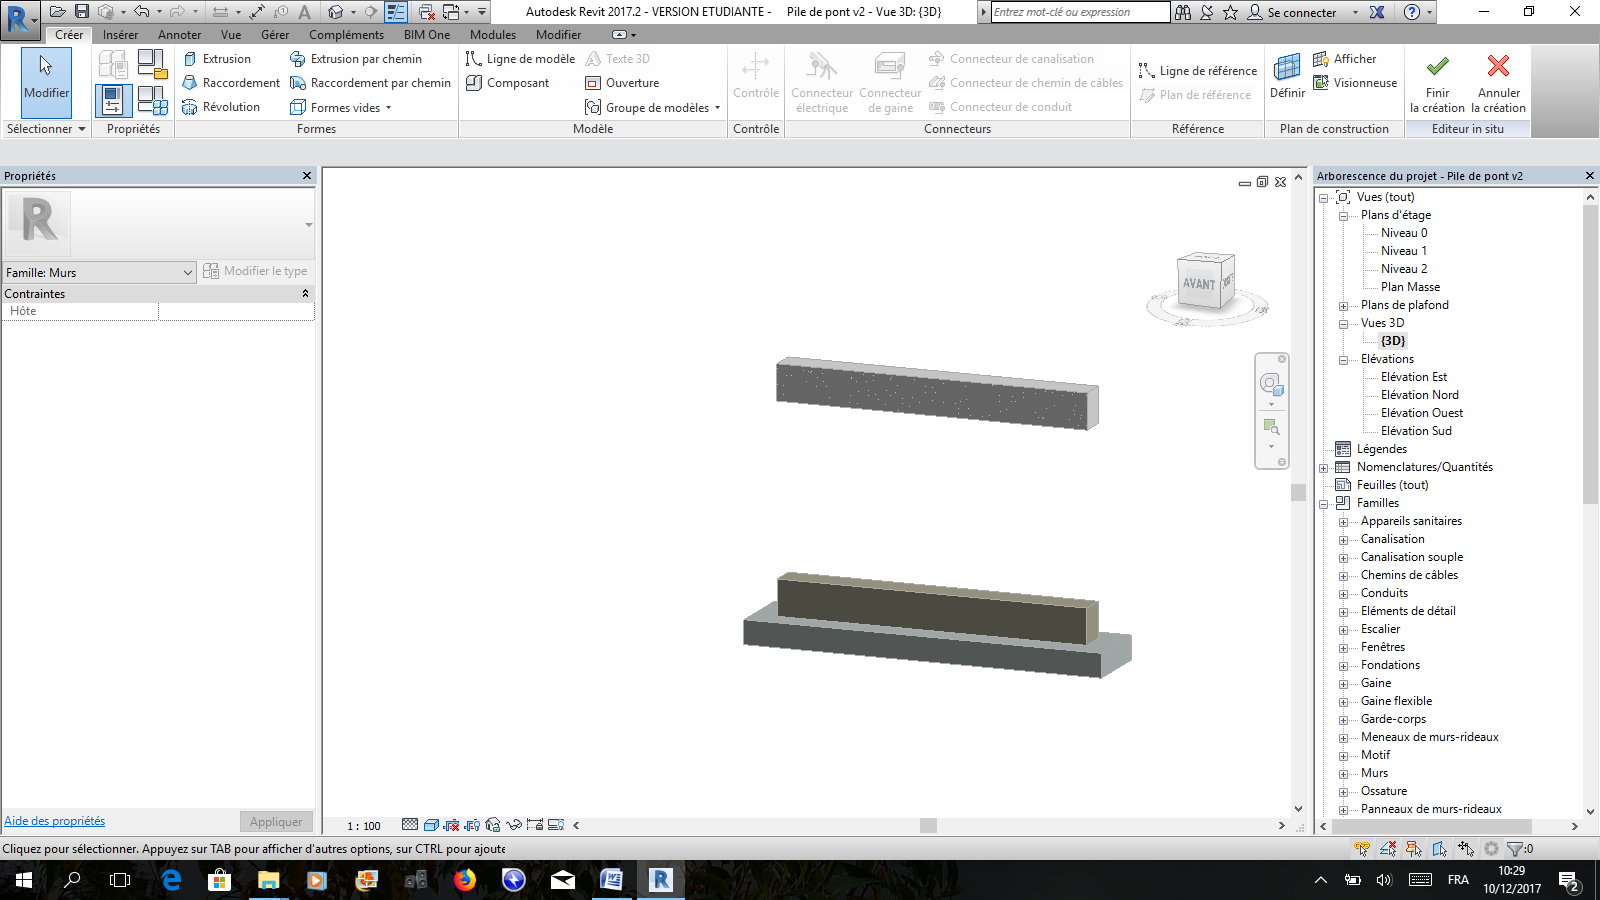 Autodesk Revit 2017.2 - VERSION ETUDIANTE - Pile de pont v2 - Vue 3D: {3D}
Entrez mot-clé ou expression
Se connecter
Créer Insérer Annoter Vue Gérer Compléments BIM One Modules Modifier
Modifier
Sélectionner
Propriétés
Extrusion
Raccordement
Révolution
Extrusion par chemin
Raccordement par chemin
Formes vides
Formes
Ligne de modèle
Composant
Texte 3D
Ouverture
Groupe de modèles
Modèle
Contrôle
Contrôle
Connecteur
électrique
Connecteur
de gaine
Connecteur de canalisation
Connecteur de chemin de câbles
Connecteur de conduit
Connecteurs
Ligne de référence
Plan de référence
Référence
Définir
Afficher
Visionneuse
Plan de construction
Finir
la création
Annuler
la création
Editeur in situ
Propriétés
Famille: Murs
Modifier le type
Contraintes
Hôte
Aide des propriétés
Appliquer
AVANT
1 : 100
Arborescence du projet - Pile de pont v2
Vues (tout)
Plans d'étage
Niveau 0
Niveau 1
Niveau 2
Plan Masse
Plans de plafond
Vues 3D
{3D}
Elévations
Elévation Est
Elévation Nord
Elévation Ouest
Elévation Sud
Légendes
Nomenclatures/Quantités
Feuilles (tout)
Familles
Appareils sanitaires
Canalisation
Canalisation souple
Chemins de câbles
Conduits
Eléments de détail
Escalier
Fenêtres
Fondations
Gaine
Gaine flexible
Garde-corps
Meneaux de murs-rideaux
Motif
Murs
Ossature
Panneaux de murs-rideaux
Cliquez pour sélectionner. Appuyez sur TAB pour afficher d'autres options, sur CTRL pour ajoute
:0
FRA
10:29
10/12/2017
2